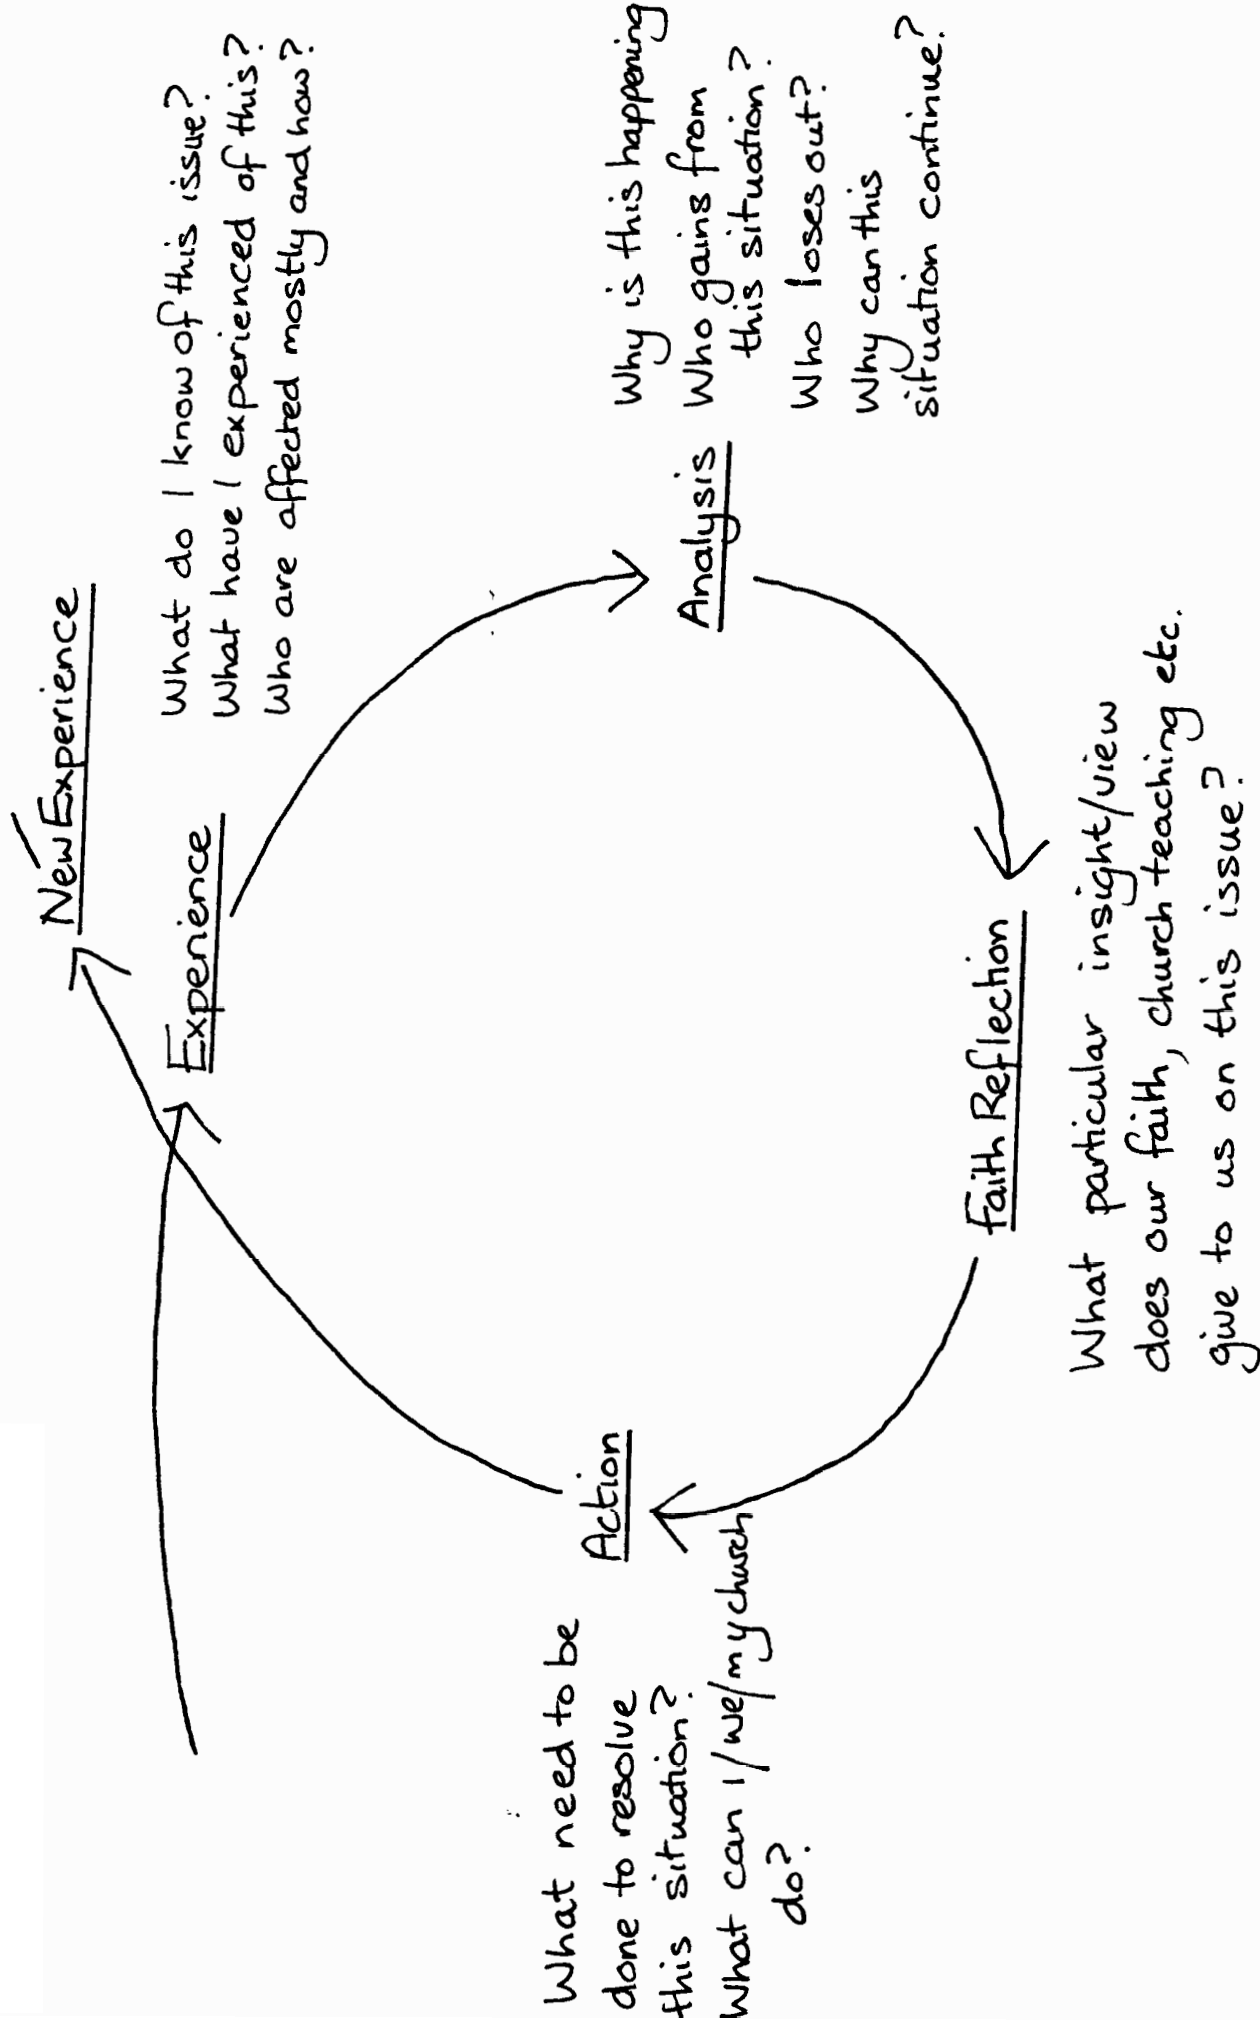 New Experience
Experience
What do I know of this issue?
What have I experienced of this?
Who are affected mostly and how?
Analysis
Why is this happening
Who gains from
this situation?
Who loses out?
Why can this
situation continue?
Faith Reflection
What particular insight/view
does our faith, church teaching etc.
give to us on this issue?
Action
What need to be
done to resolve
this situation?
What can I/we/my church
do?